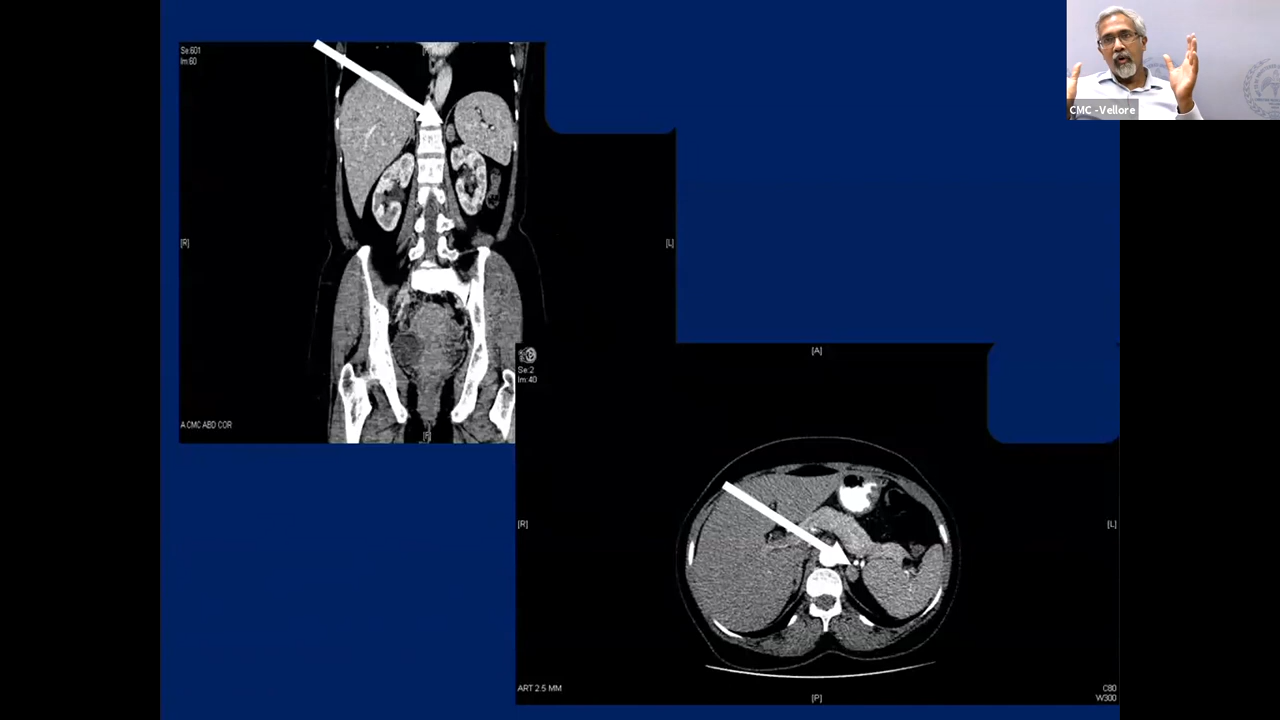 Se:601
Im:60
[R]
[L]
A CMC ABD COR
CMC -Vellore
[A]
Se:2
Im:40
[R]
[L]
ART 2.5 MM
[P]
C80
W300